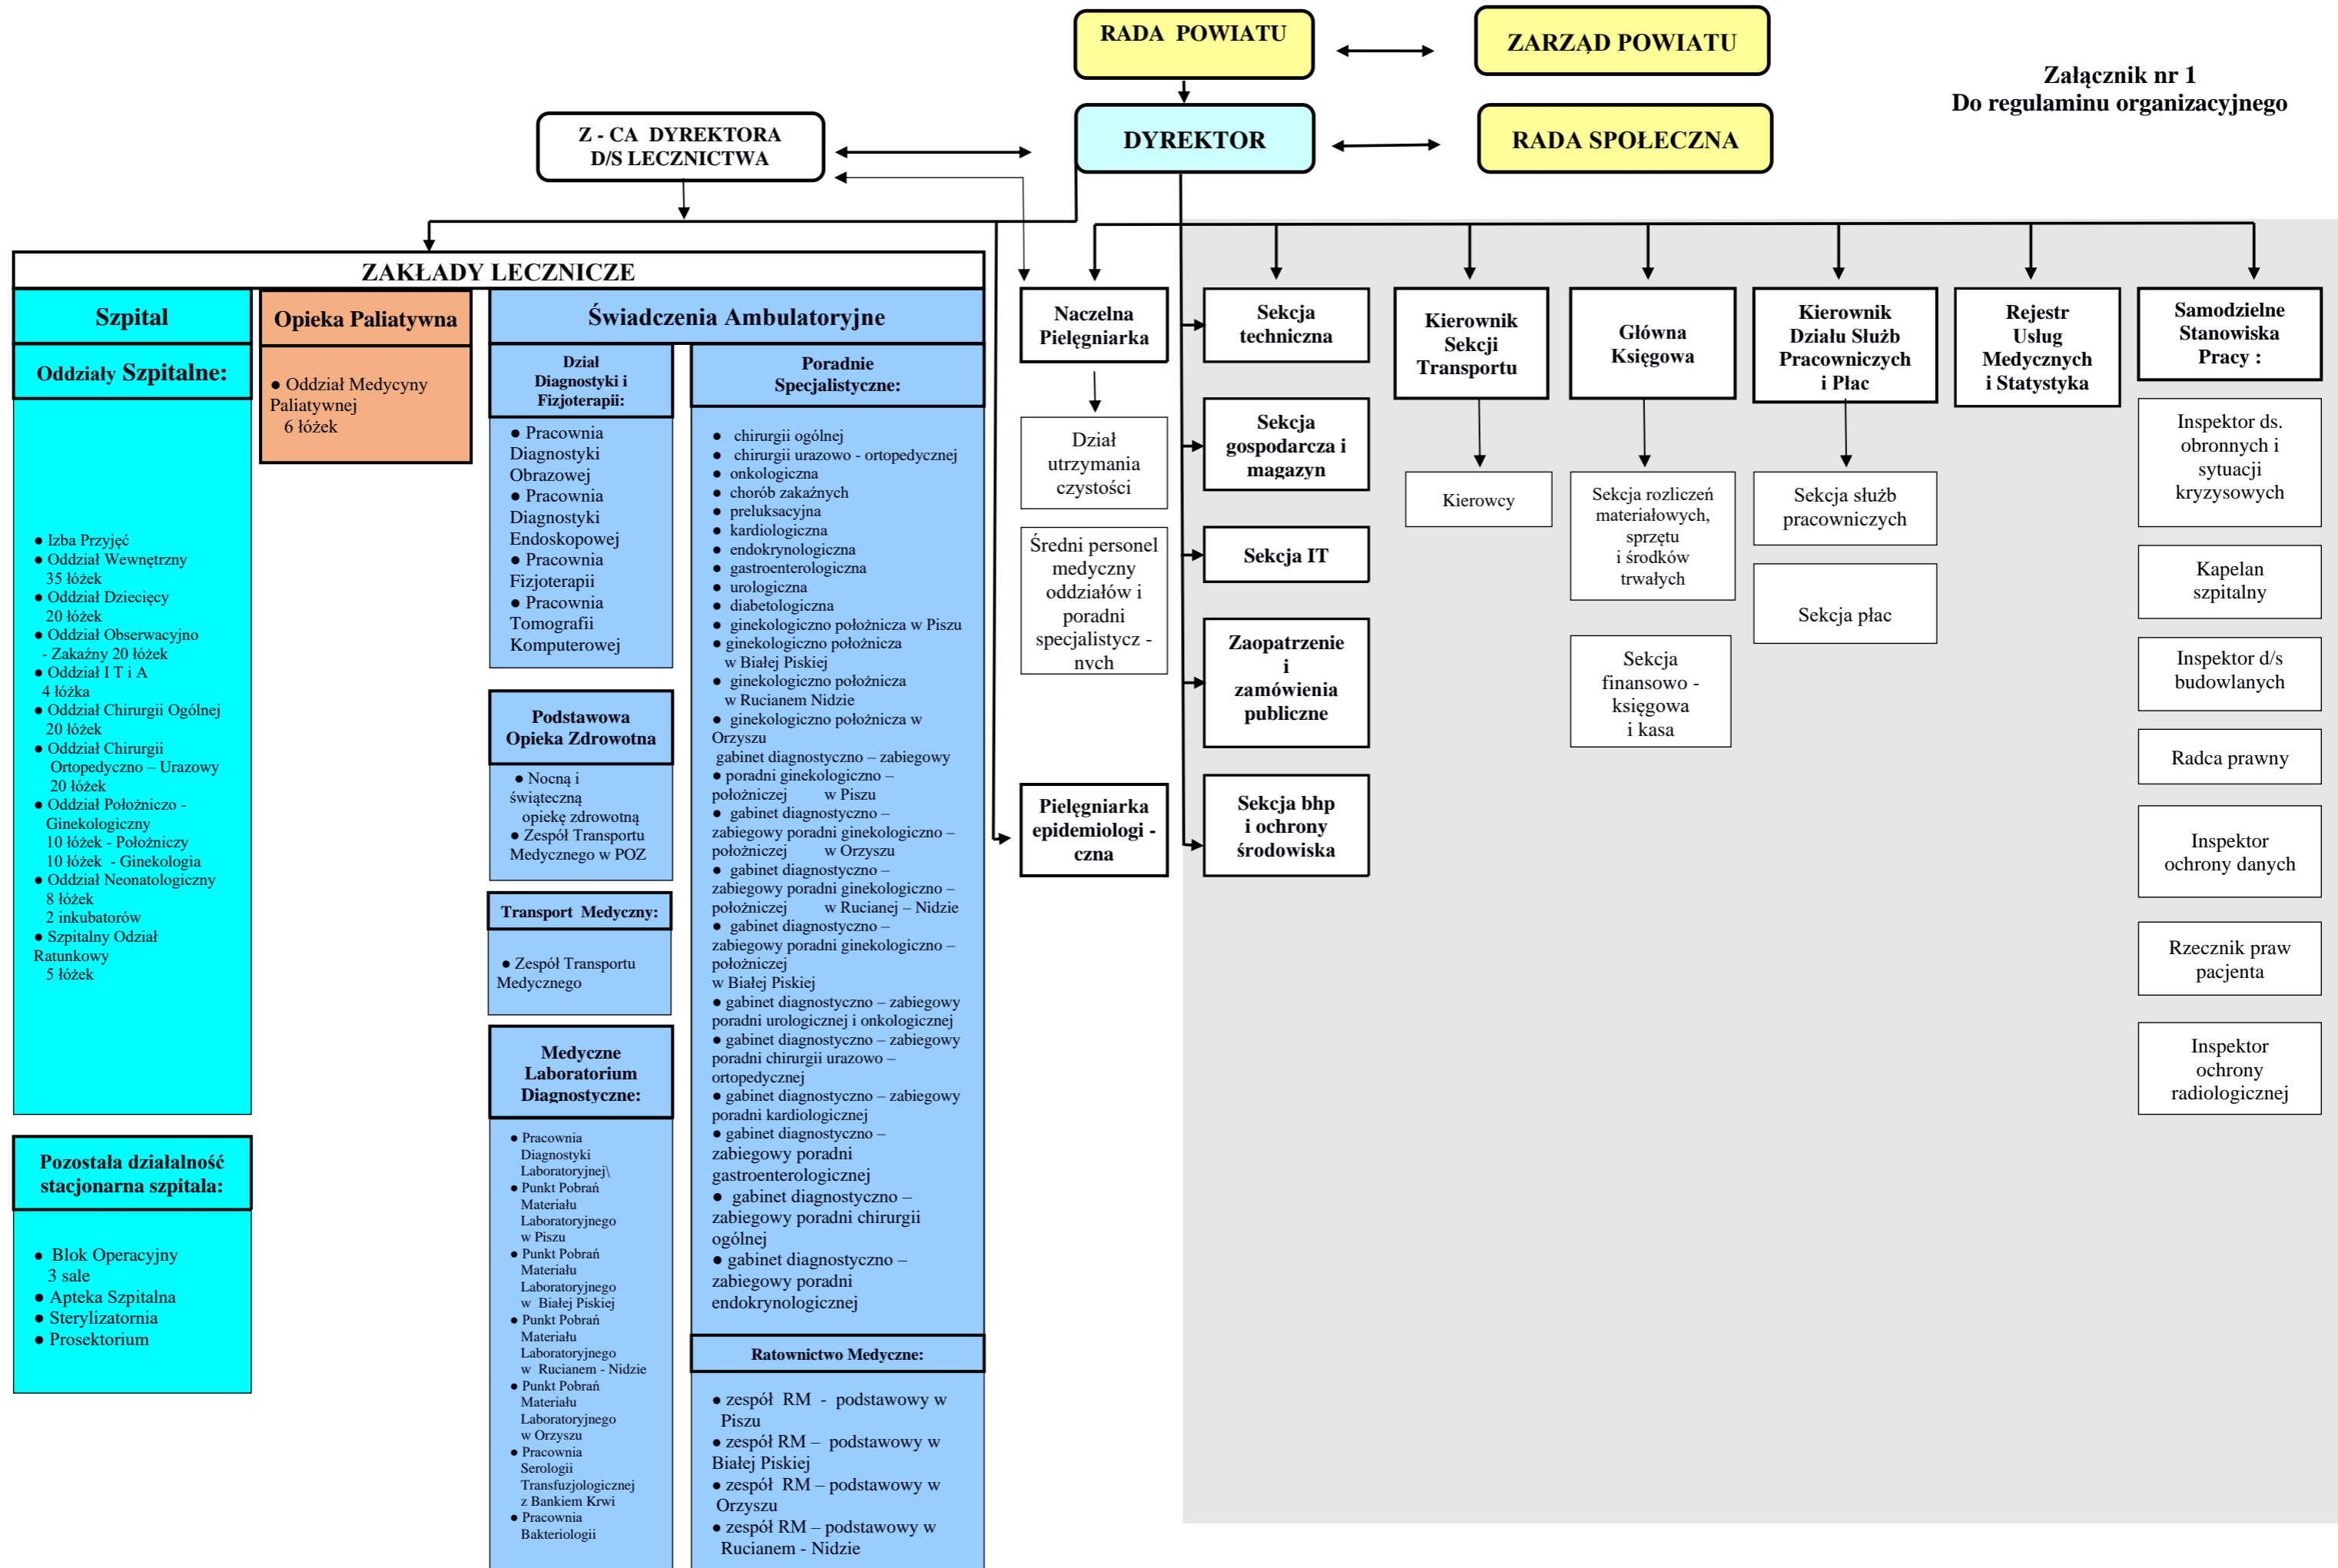 RADA POWIATU
ZARZĄD POWIATU
Załącznik nr 1
Do regulaminu organizacyjnego
Z - CA DYREKTORA
D/S LECZNICTWA
DYREKTOR
RADA SPOŁECZNA
ZAKŁADY LECZNICZE
Szpital
Oddziały Szpitalne:
● Izba Przyjęć
● Oddział Wewnętrzny
35 łóżek
● Oddział Dziecięcy
20 łóżek
● Oddział Obserwacyjno
- Zakaźny 20 łóżek
● Oddział I T i A
4 łóżka
● Oddział Chirurgii Ogólnej
20 łóżek
● Oddział Chirurgii
Ortopedyczno – Urazowy
20 łóżek
● Oddział Położniczo -
Ginekologiczny
10 łóżek - Położniczy
10 łóżek - Ginekologia
● Oddział Neonatologiczny
8 łóżek
2 inkubatorów
● Szpitalny Odział
Ratunkowy
5 łóżek
Pozostała działalność
stacjonarna szpitala:
● Blok Operacyjny
3 sale
● Apteka Szpitalna
● Sterylizatornia
● Prosektorium
Opieka Paliatywna
● Oddział Medycyny
Paliatywnej
6 łóżek
Świadczenia Ambulatoryjne
Dział
Diagnostyki i
Fizjoterapii:
● Pracownia
Diagnostyki
Obrazowej
● Pracownia
Diagnostyki
Endoskopowej
● Pracownia
Fizjoterapii
● Pracownia
Tomografii
Komputerowej
Podstawowa
Opieka Zdrowotna
● Nocną i
świąteczną
opiekę zdrowotną
● Zespół Transportu
Medycznego w POZ
Transport Medyczny:
● Zespół Transportu
Medycznego
Medyczne
Laboratorium
Diagnostyczne:
● Pracownia
Diagnostyki
Laboratoryjnej\
● Punkt Pobrań
Materiału
Laboratoryjnego
w Piszu
● Punkt Pobrań
Materiału
Laboratoryjnego
w Białej Piskiej
● Punkt Pobrań
Materiału
Laboratoryjnego
w Rucianem - Nidzie
● Punkt Pobrań
Materiału
Laboratoryjnego
w Orzyszu
● Pracownia
Serologii
Transfuzjologicznej
z Bankiem Krwi
● Pracownia
Bakteriologii
Poradnie
Specjalistyczne:
● chirurgii ogólnej
● chirurgii urazowo - ortopedycznej
● onkologiczna
● chorób zakaźnych
● preluksacyjna
● kardiologiczna
● endokrynologiczna
● gastroenterologiczna
● urologiczna
● diabetologiczna
● ginekologiczno położnicza w Piszu
● ginekologiczno położnicza
w Białej Piskiej
● ginekologiczno położnicza
w Rucianem Nidzie
● ginekologiczno położnicza w
Orzyszu
gabinet diagnostyczno – zabiegowy
● poradni ginekologiczno –
położniczej w Piszu
● gabinet diagnostyczno –
zabiegowy poradni ginekologiczno –
położniczej w Orzyszu
● gabinet diagnostyczno –
zabiegowy poradni ginekologiczno –
położniczej w Rucianej – Nidzie
● gabinet diagnostyczno –
zabiegowy poradni ginekologiczno –
położniczej
w Białej Piskiej
● gabinet diagnostyczno – zabiegowy
poradni urologicznej i onkologicznej
● gabinet diagnostyczno – zabiegowy
poradni chirurgii urazowo –
ortopedycznej
● gabinet diagnostyczno – zabiegowy
poradni kardiologicznej
● gabinet diagnostyczno –
zabiegowy poradni
gastroenterologicznej
● gabinet diagnostyczno –
zabiegowy poradni chirurgii
ogólnej
● gabinet diagnostyczno –
zabiegowy poradni
endokrynologicznej
Ratownictwo Medyczne:
● zespół RM - podstawowy w
Piszu
● zespół RM – podstawowy w
Białej Piskiej
● zespół RM – podstawowy w
Orzyszu
● zespół RM – podstawowy w
Rucianem - Nidzie
Naczelna
Pielęgniarka
Dział
utrzymania
czystości
Średni personel
medyczny
oddziałów i
poradni
specjalistycz -
nych
Pielęgniarka
epidemiologi -
czna
Sekcja
techniczna
Sekcja
gospodarcza i
magazyn
Sekcja IT
Zaopatrzenie
i
zamówienia
publiczne
Sekcja bhp
i ochrony
środowiska
Kierownik
Sekcji
Transportu
Kierowcy
Główna
Księgowa
Sekcja rozliczeń
materiałowych,
sprzętu
i środków
trwałych
Sekcja
finansowo -
księgowa
i kasa
Kierownik
Działu Służb
Pracowniczych
i Płac
Sekcja służb
pracowniczych
Sekcja płac
Rejestr
Usług
Medycznych
i Statystyka
Samodzielne
Stanowiska
Pracy :
Inspektor ds.
obronnych i
sytuacji
kryzysowych
Kapelan
szpitalny
Inspektor d/s
budowlanych
Radca prawny
Inspektor
ochrony danych
Rzecznik praw
pacjenta
Inspektor
ochrony
radiologicznej